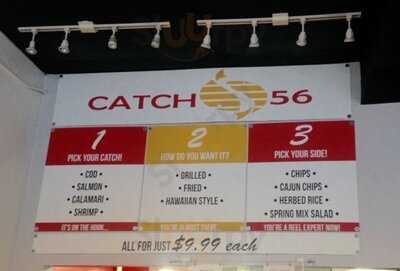 CATCH 56
1
PICK YOUR CATCH!
• COD •
• SALMON •
• CALAMARI •
• SHRIMP •
IT'S ON THE HOOK...
2
HOW DO YOU WANT IT?
• GRILLED •
• FRIED •
• HAWAIIAN STYLE •
YOU'RE ALMOST THERE...
3
PICK YOUR SIDE!
• CHIPS •
• CAJUN CHIPS •
• HERBED RICE •
• SPRING MIX SALAD •
YOU'RE A REEL EXPERT NOW!
ALL FOR JUST $9.99 each